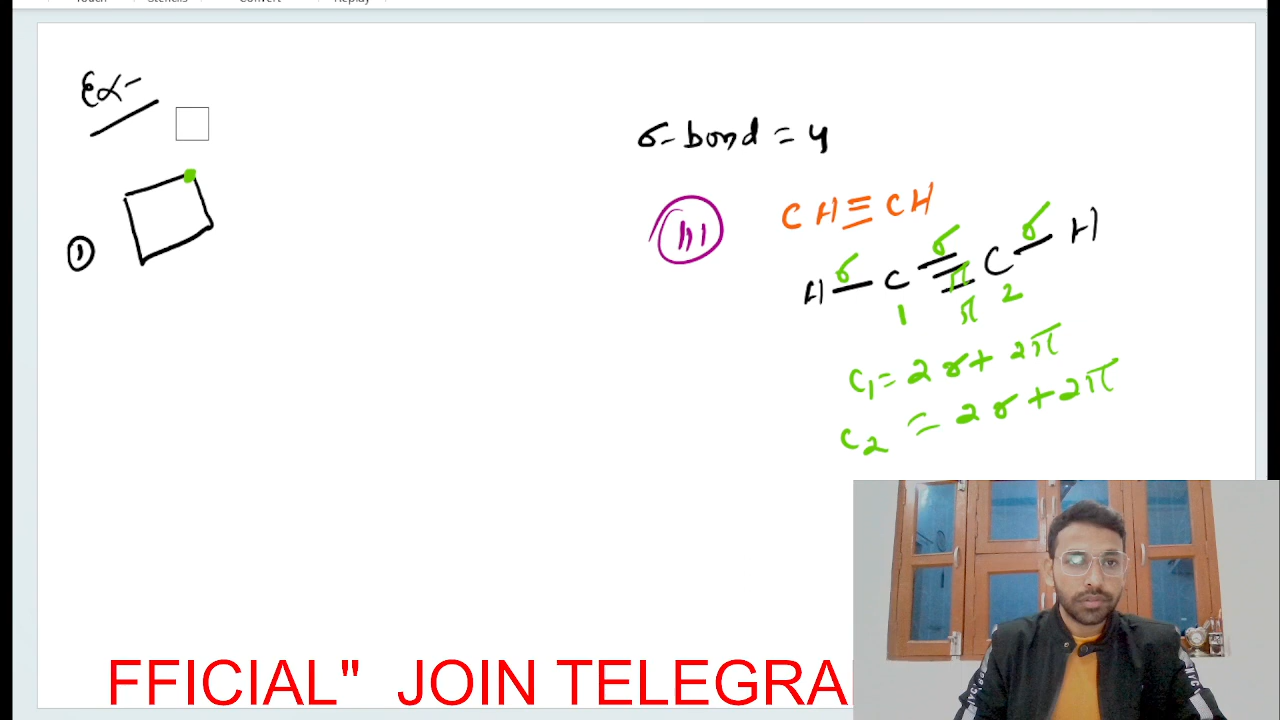 Ex-
①
σ-bond = 4
III
CH≡CH
σ σ σ
H — C ≡ C — H
π
1 π 2
C1 = 2σ + 2π
C2 = 2σ + 2π
FFICIAL" JOIN TELEGRA